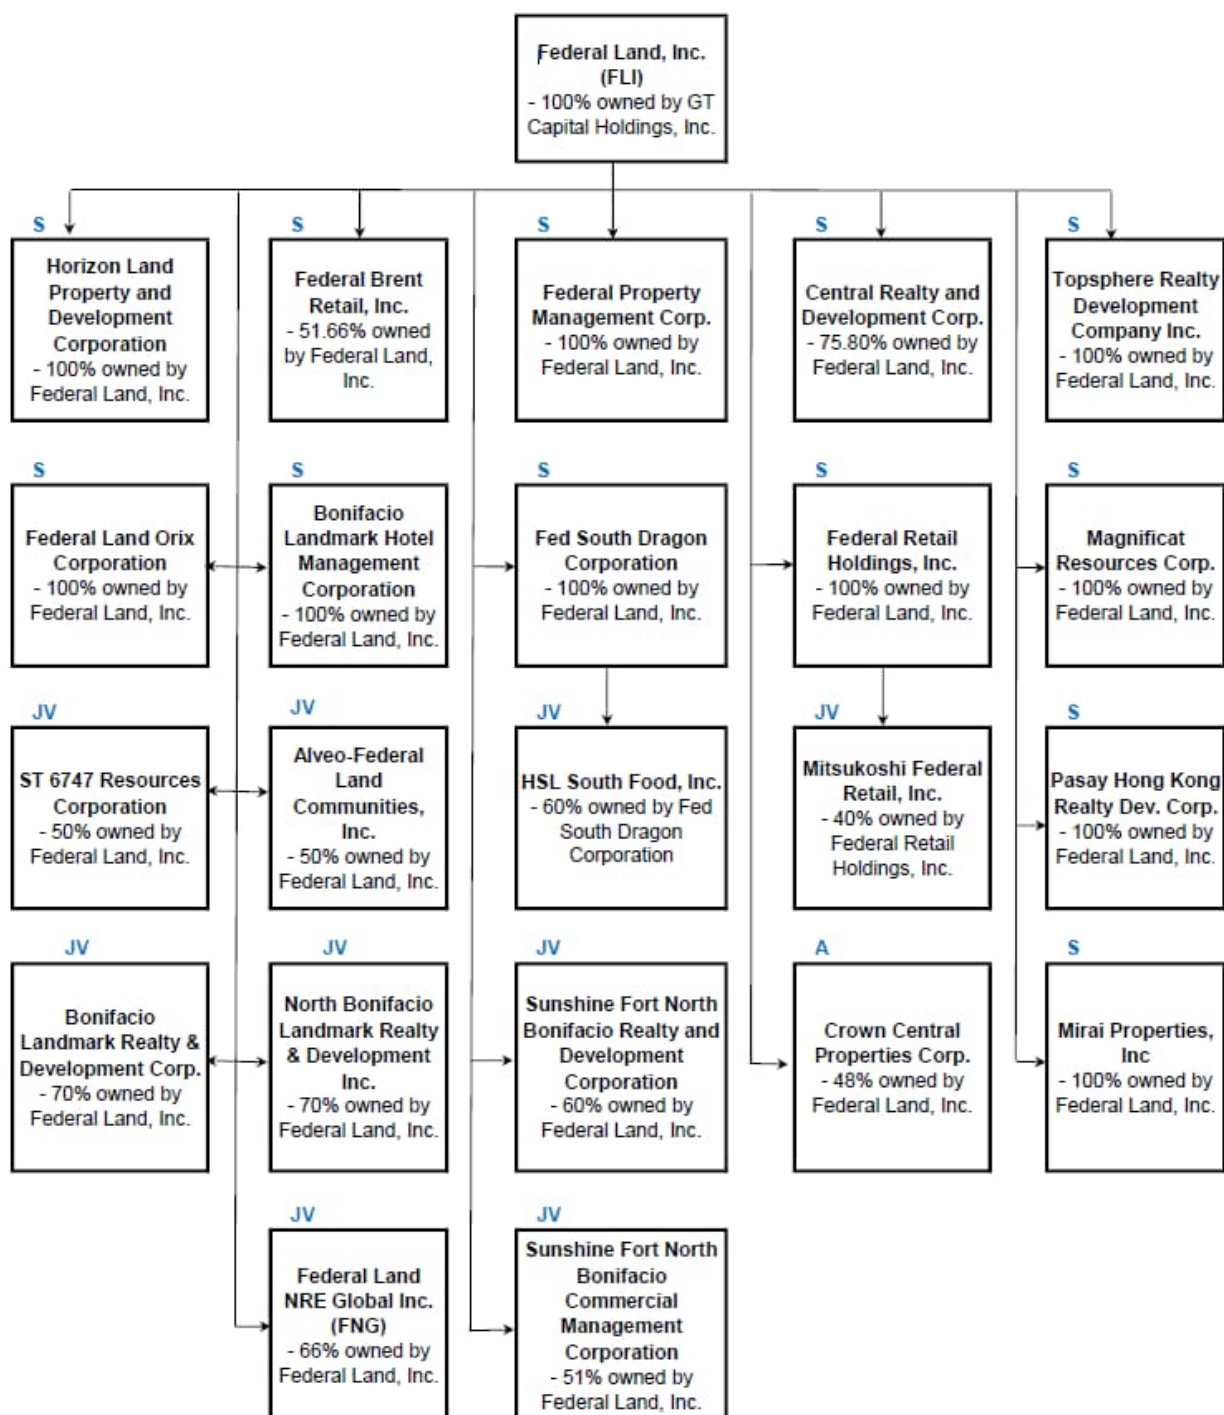 Federal Land, Inc.
(FLI)
- 100% owned by GT
Capital Holdings, Inc.
S
Horizon Land
Property and
Development
Corporation
- 100% owned by
Federal Land, Inc.
S
Federal Brent
Retail, Inc.
- 51.66% owned
by Federal Land,
Inc.
S
Federal Property
Management Corp.
- 100% owned by
Federal Land, Inc.
S
Central Realty and
Development Corp.
- 75.80% owned by
Federal Land, Inc.
S
Topsphere Realty
Development
Company Inc.
- 100% owned by
Federal Land, Inc.
S
Federal Land Orix
Corporation
- 100% owned by
Federal Land, Inc.
S
Bonifacio
Landmark Hotel
Management
Corporation
- 100% owned by
Federal Land, Inc.
S
Fed South Dragon
Corporation
- 100% owned by
Federal Land, Inc.
S
Federal Retail
Holdings, Inc.
- 100% owned by
Federal Land, Inc.
S
Magnificat
Resources Corp.
- 100% owned by
Federal Land, Inc.
JV
ST 6747 Resources
Corporation
- 50% owned by
Federal Land, Inc.
JV
Alveo-Federal
Land
Communities,
Inc.
- 50% owned by
Federal Land, Inc.
JV
HSL South Food, Inc.
- 60% owned by Fed
South Dragon
Corporation
JV
Mitsukoshi Federal
Retail, Inc.
- 40% owned by
Federal Retail
Holdings, Inc.
S
Pasay Hong Kong
Realty Dev. Corp.
- 100% owned by
Federal Land, Inc.
JV
Bonifacio
Landmark Realty &
Development Corp.
- 70% owned by
Federal Land, Inc.
JV
North Bonifacio
Landmark Realty
& Development
Inc.
- 70% owned by
Federal Land, Inc.
JV
Sunshine Fort North
Bonifacio Realty and
Development
Corporation
- 60% owned by
Federal Land, Inc.
A
Crown Central
Properties Corp.
- 48% owned by
Federal Land, Inc.
S
Mirai Properties,
Inc
- 100% owned by
Federal Land, Inc.
JV
Federal Land
NRE Global Inc.
(FNG)
- 66% owned by
Federal Land, Inc.
JV
Sunshine Fort North
Bonifacio
Commercial
Management
Corporation
- 51% owned by
Federal Land, Inc.